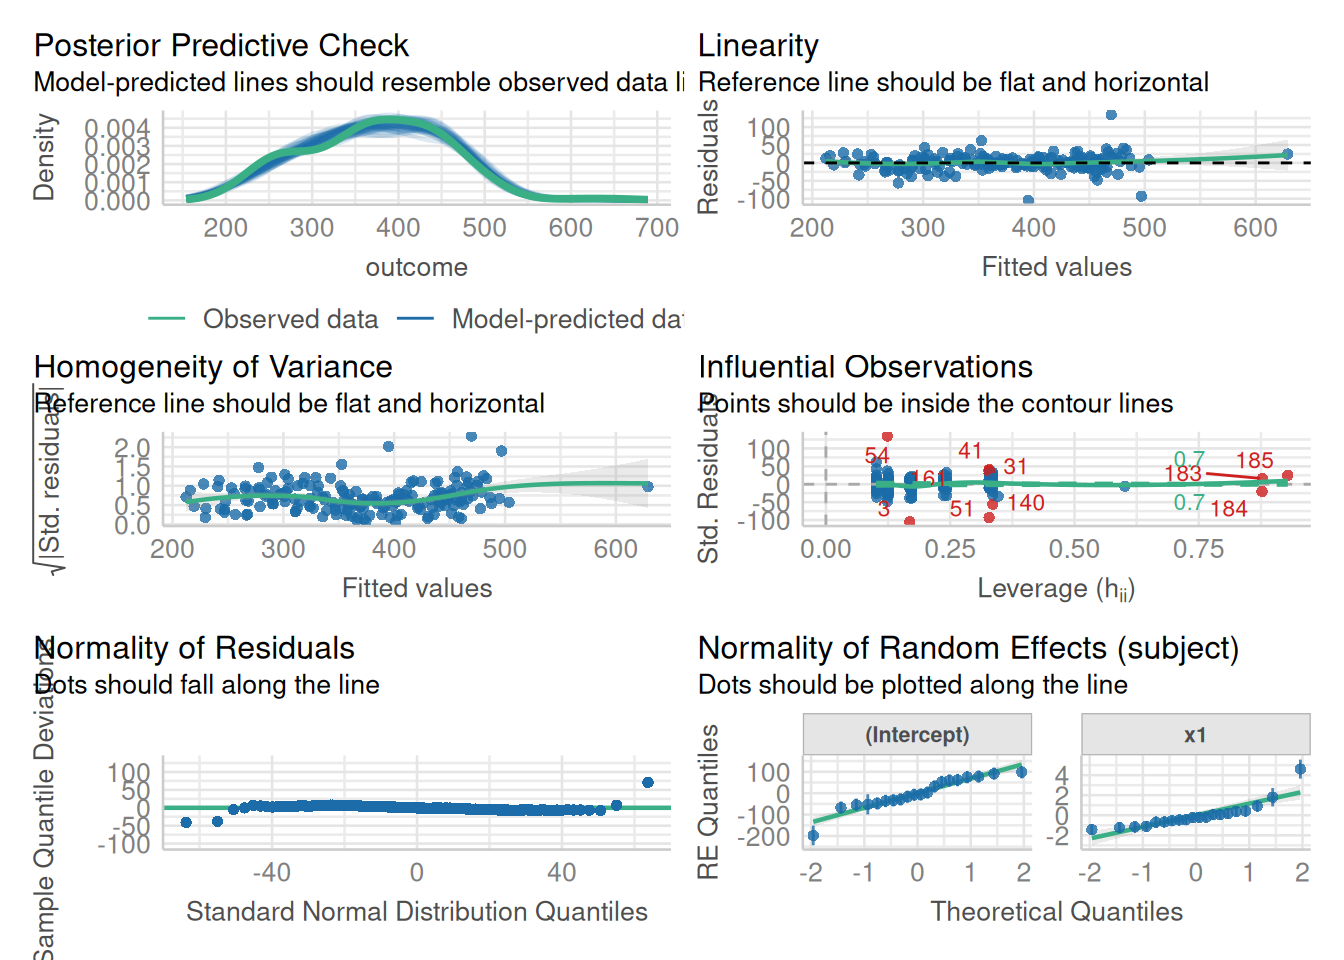 Posterior Predictive Check
Model-predicted lines should resemble observed data li
Density
0.004
0.003
0.002
0.001
0.000
200 300 400 500 600 700
outcome
Observed data
Model-predicted da
Linearity
Reference line should be flat and horizontal
Residuals
100
50
0
-50
-100
200 300 400 500 600
Fitted values
Homogeneity of Variance
Reference line should be flat and horizontal
√|Std. residuals|
2.0
1.5
1.0
0.5
0.0
200 300 400 500 600
Fitted values
Influential Observations
Points should be inside the contour lines
Std. Residuals
100
50
0
-50
-100
54
41
31
0.7
183
185
3
51
140
0.7
184
0.00 0.25 0.50 0.75
Leverage (hii)
Normality of Residuals
Dots should fall along the line
Sample Quantile Deviations
100
50
0
-50
-100
-40 0 40
Standard Normal Distribution Quantiles
Normality of Random Effects (subject)
Dots should be plotted along the line
RE Quantiles
(Intercept)
100
0
-100
-200
-2 -1 0 1 2
x1
4
2
0
-2
-2 -1 0 1 2
Theoretical Quantiles